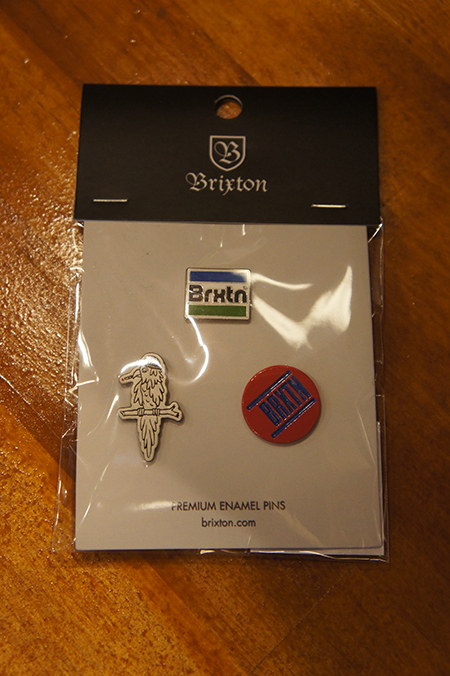 B
Brixton
Brxtn
BRXTN
PREMIUM ENAMEL PINS
brixton.com